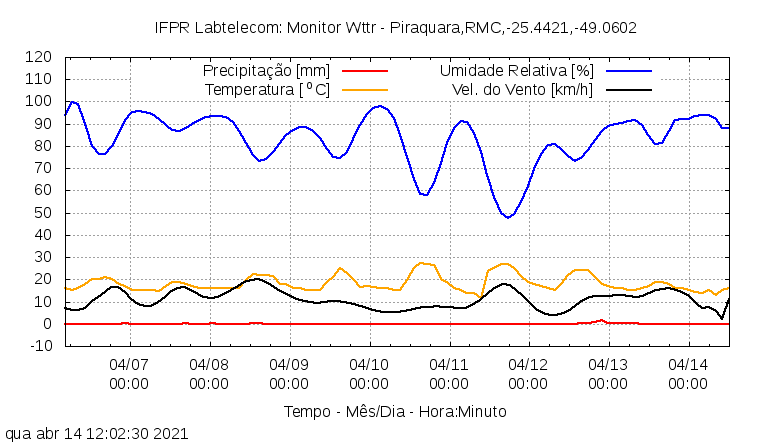 IFPR Labtelecom: Monitor Wttr - Piraquara,RMC,-25.4421,-49.0602
120
110
100
90
80
70
60
50
40
30
20
10
0
-10
Precipitação [mm]
Temperatura [ ⁰C]
Umidade Relativa [%]
Vel. do Vento [km/h]
04/07 04/08 04/09 04/10 04/11 04/12 04/13 04/14
00:00 00:00 00:00 00:00 00:00 00:00 00:00 00:00
Tempo - Mês/Dia - Hora:Minuto
qua abr 14 12:02:30 2021